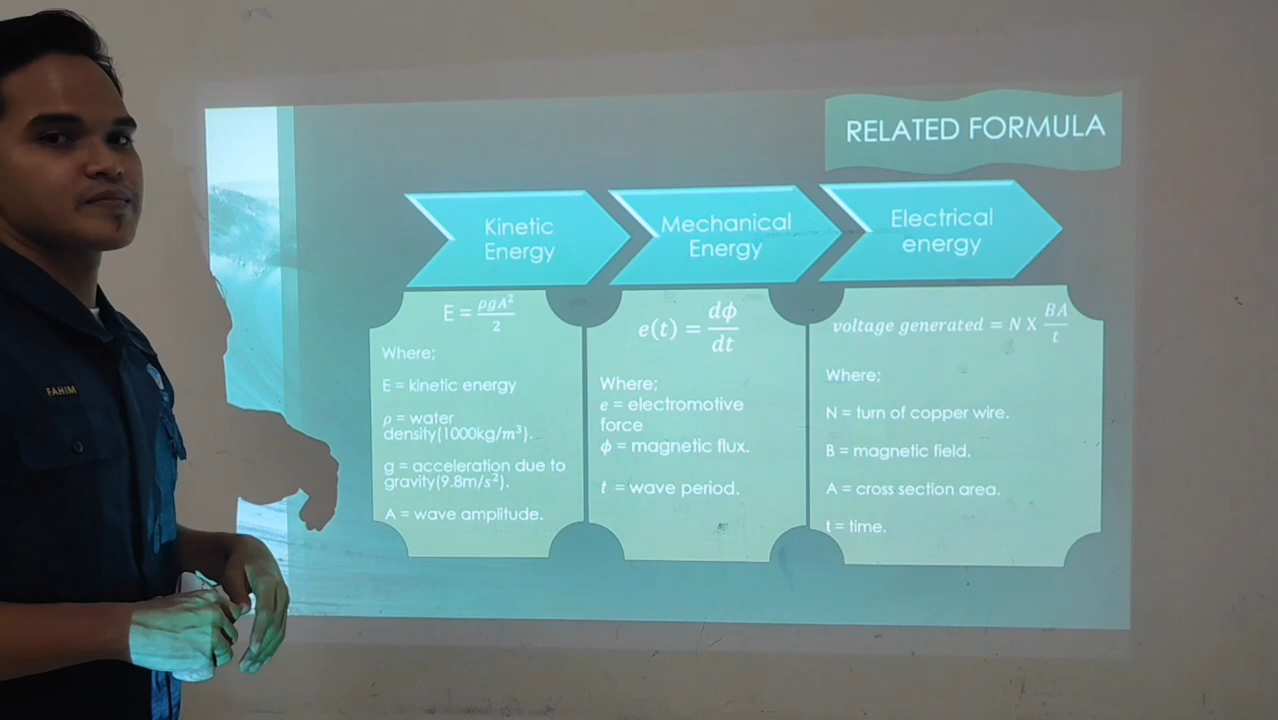 RELATED FORMULA
Kinetic
Energy
Mechanical
Energy
Electrical
energy
E = ρgA²/2
Where;
E = kinetic energy
ρ = water
density(1000kg/m³).
g = acceleration due to
gravity(9.8m/s²).
A = wave amplitude.
e(t) = dϕ/dt
Where;
e = electromotive
force
ϕ = magnetic flux.
t = wave period.
voltage generated = N X BA/t
Where;
N = turn of copper wire.
B = magnetic field.
A = cross section area.
t = time.
FAHIM